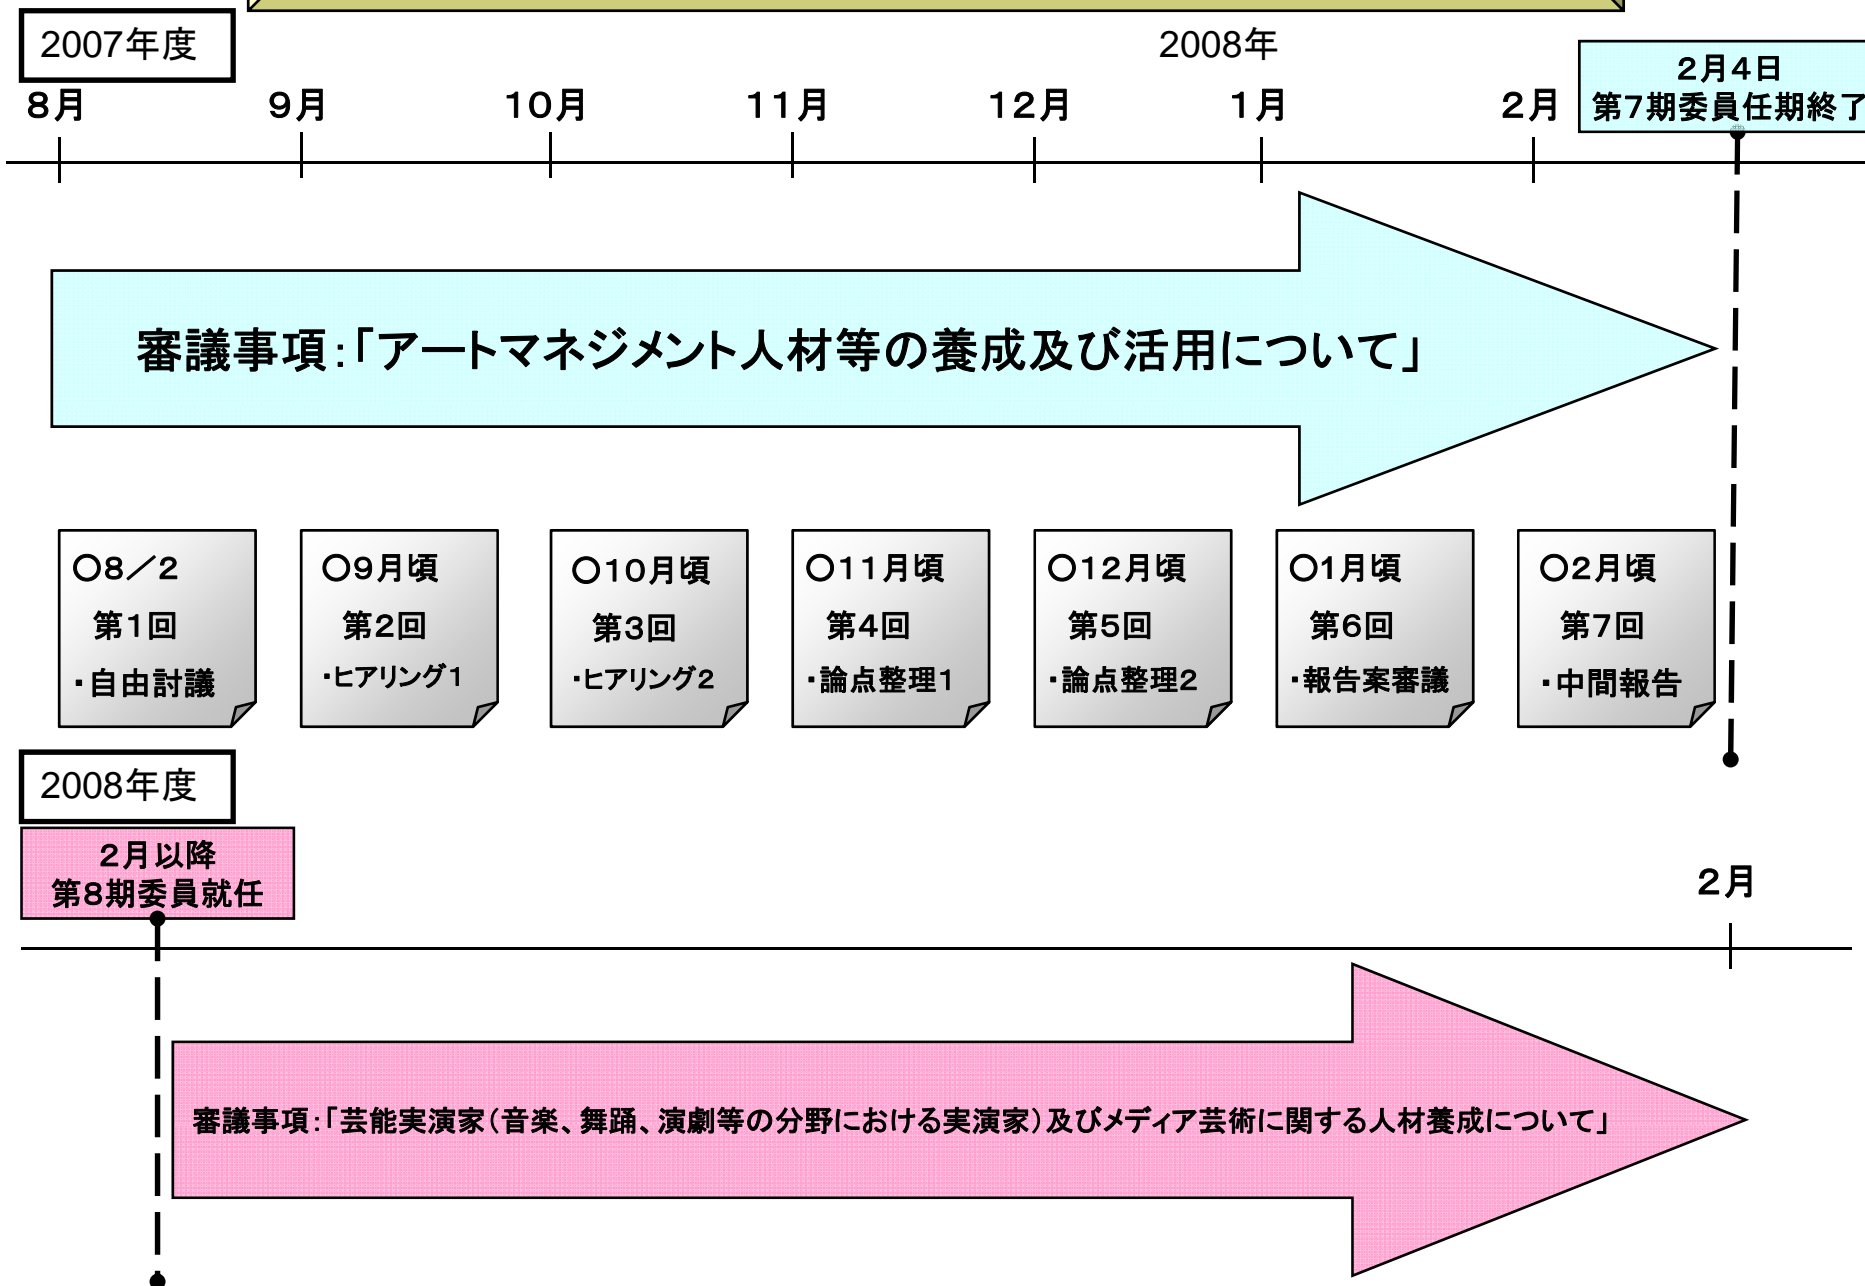 2007年度
2008年
2月4日
第7期委員任期終了
8月
9月
10月
11月
12月
1月
2月
審議事項：「アートマネジメント人材等の養成及び活用について」
○8／2
第1回
・自由討議
○9月頃
第2回
・ヒアリング1
○10月頃
第3回
・ヒアリング2
○11月頃
第4回
・論点整理1
○12月頃
第5回
・論点整理2
○1月頃
第6回
・報告案審議
○2月頃
第7回
・中間報告
2008年度
2月以降
第8期委員就任
2月
審議事項：「芸能実演家（音楽、舞踊、演劇等の分野における実演家）及びメディア芸術に関する人材養成について」